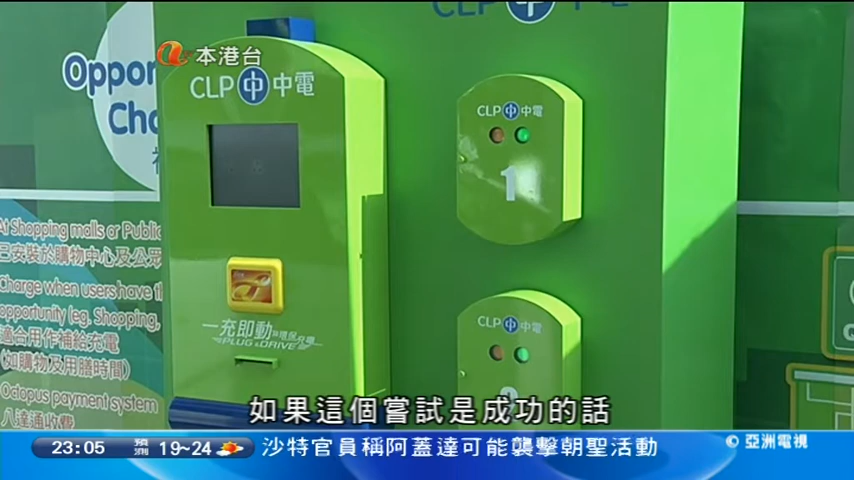 CLP 中電
本港台
Oppor
CLP 中電
Cha
CLP 中電
1
At Shopping malls or Public
已安裝於購物中心及公眾
Charge when users have th
opportunity (eg. Shopping,
適合用作補給充電
(如購物及用膳時間)
Octopus payment system
八達通收費
一充即動
PLUG & DRIVE
CLP 中電
如果這個嘗試是成功的話
23:05 預測 19~24 沙特官員稱阿蓋達可能襲擊朝聖活動 © 亞洲電視